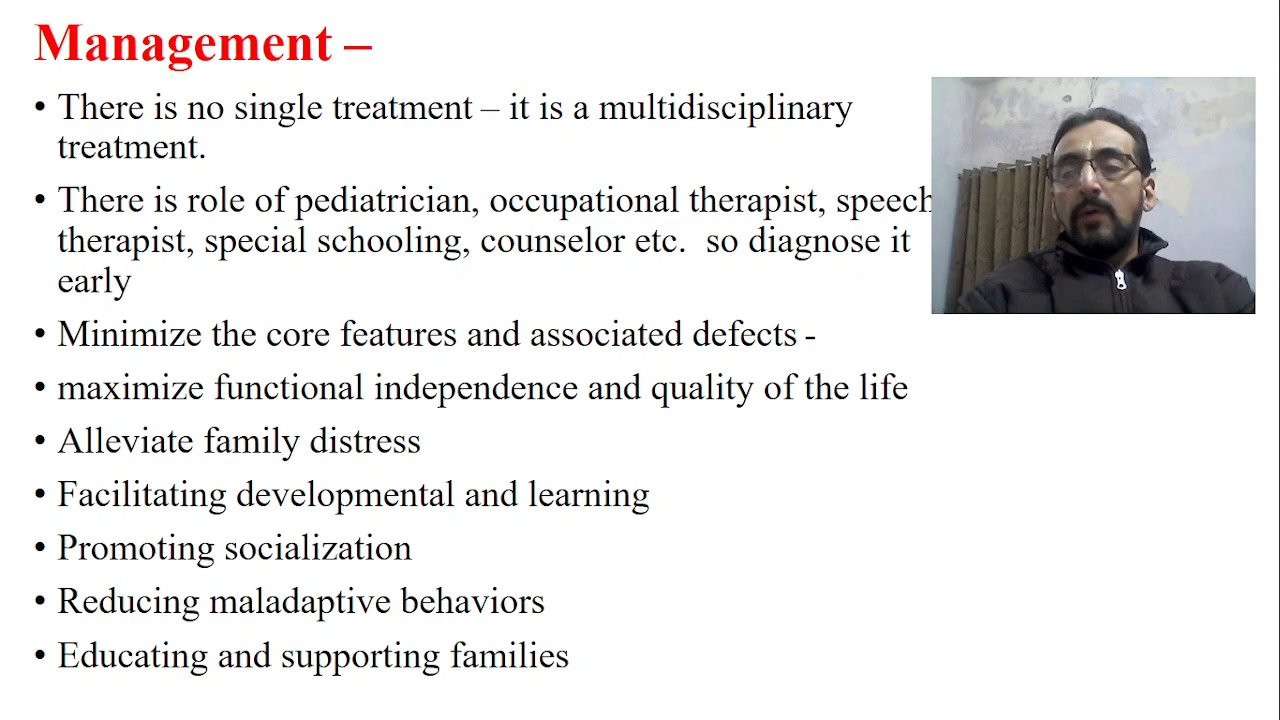 Management –
• There is no single treatment – it is a multidisciplinary
treatment.
• There is role of pediatrician, occupational therapist, speech
therapist, special schooling, counselor etc.  so diagnose it
early
• Minimize the core features and associated defects -
• maximize functional independence and quality of the life
• Alleviate family distress
• Facilitating developmental and learning
• Promoting socialization
• Reducing maladaptive behaviors
• Educating and supporting families